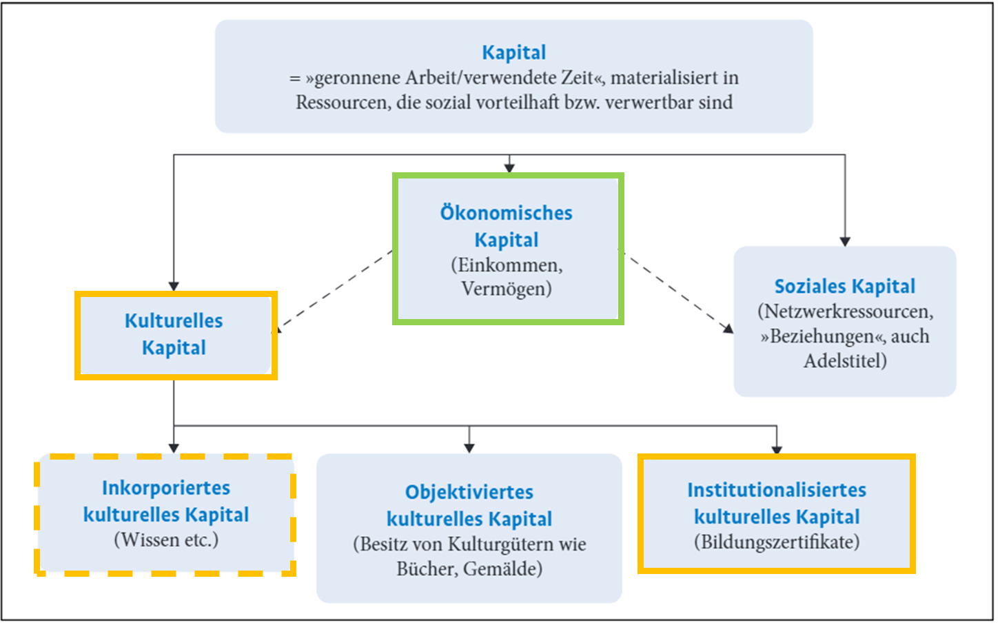 Kapital
= »geronnene Arbeit/verwendete Zeit«, materialisiert in
Ressourcen, die sozial vorteilhaft bzw. verwertbar sind
Ökonomisches
Kapital
(Einkommen,
Vermögen)
Soziales Kapital
(Netzwerkressourcen,
»Beziehungen«, auch
Adelstitel)
Kulturelles
Kapital
Inkorporiertes
kulturelles Kapital
(Wissen etc.)
Objektiviertes
kulturelles Kapital
(Besitz von Kulturgütern wie
Bücher, Gemälde)
Institutionalisiertes
kulturelles Kapital
(Bildungszertifikate)